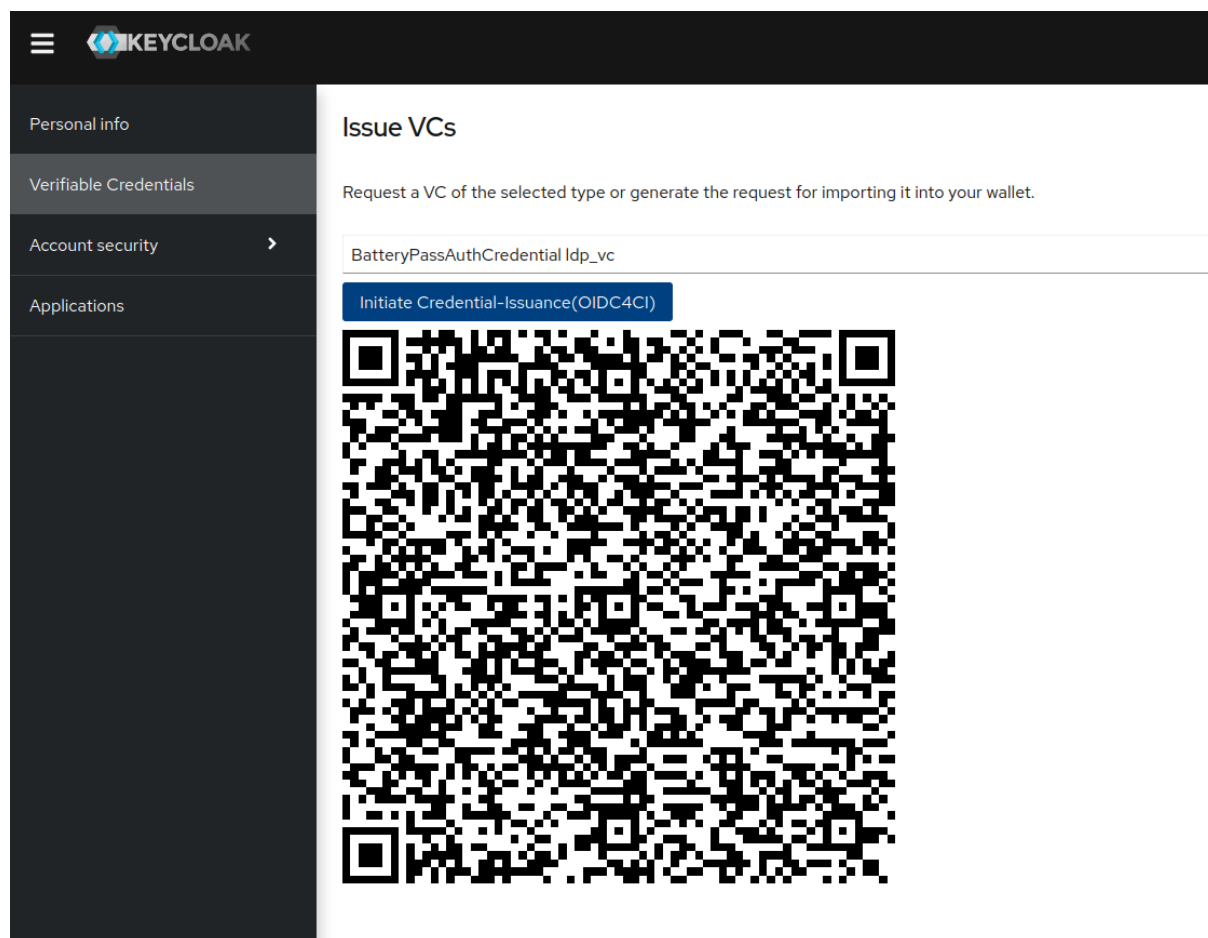 KEYCLOAK
Personal info
Verifiable Credentials
Account security
Applications
Issue VCs
Request a VC of the selected type or generate the request for importing it into your wallet.
BatteryPassAuthCredential ldp_vc
Initiate Credential-Issuance(OIDC4CI)